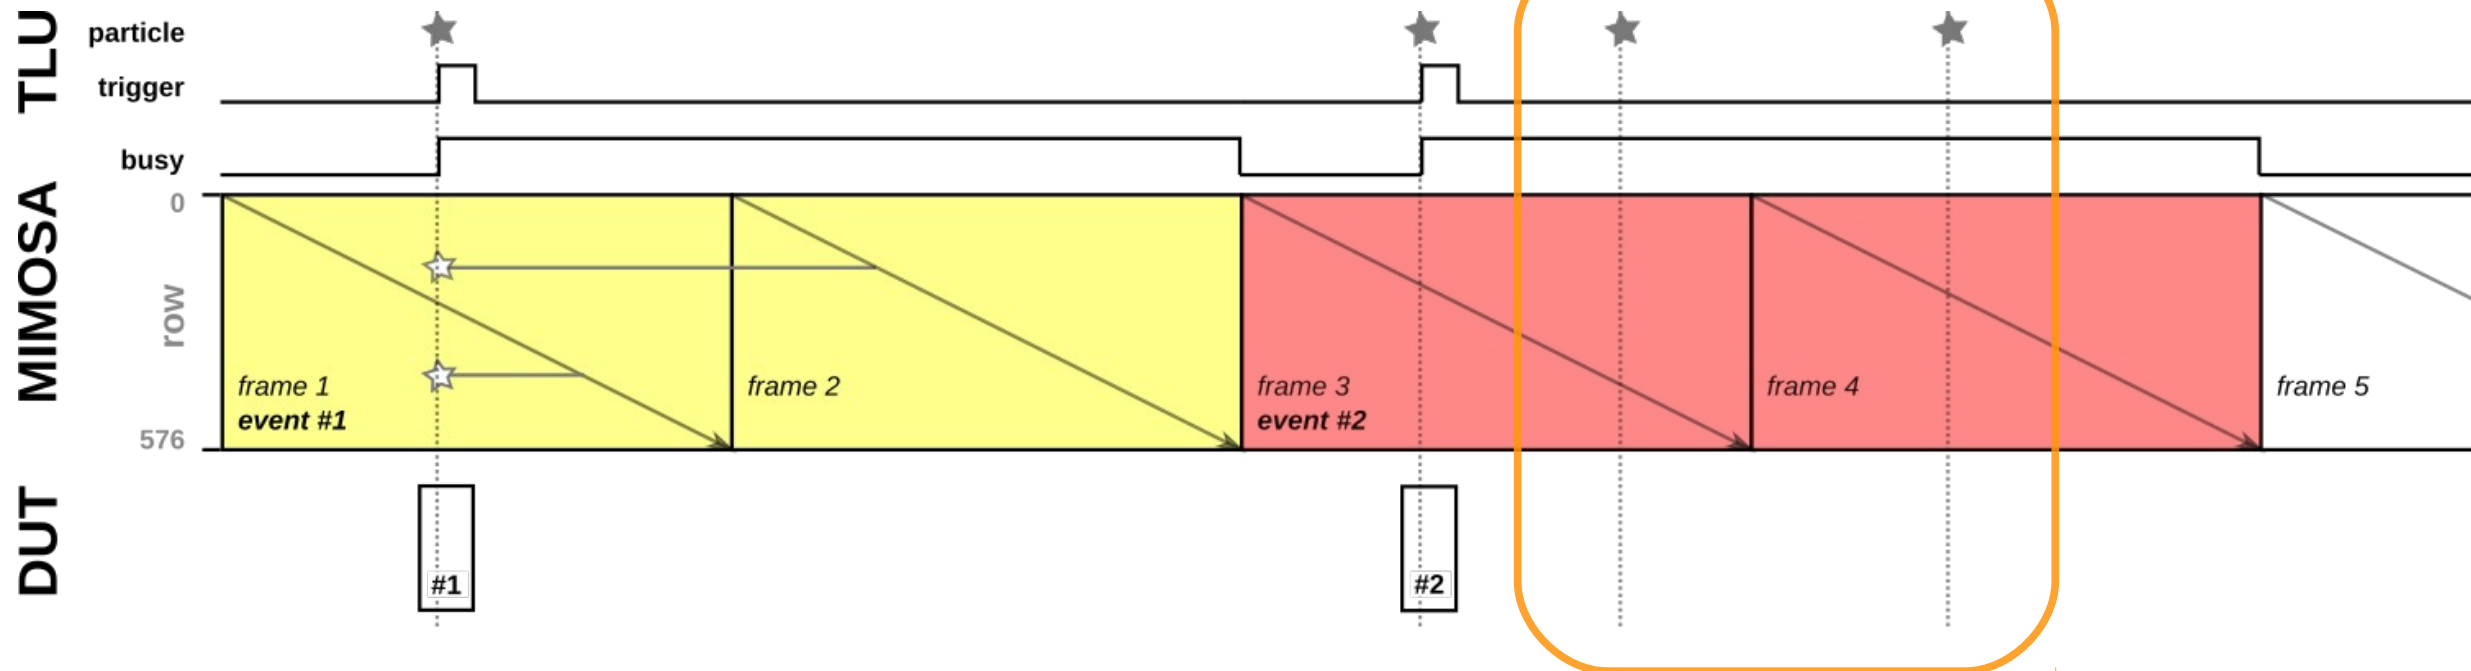 TLU
particle
trigger
busy
MIMOSA
row
0
576
frame 1
event #1
frame 2
frame 3
event #2
frame 4
frame 5
DUT
#1
#2